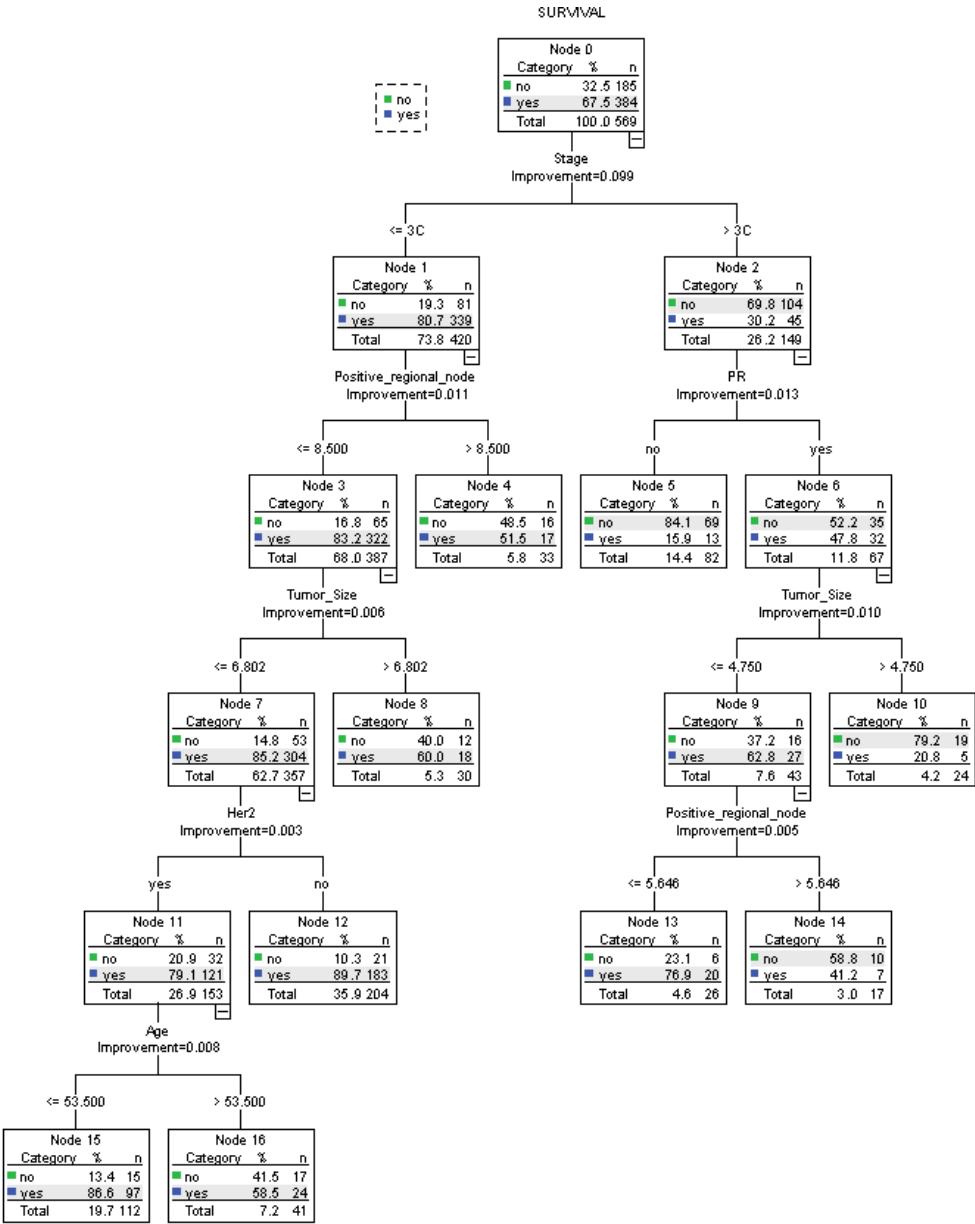 SURVIVAL
no
yes
Node 0
Category % n
no 32.5 185
yes 67.5 384
Total 100.0 569
Stage
Improvement=0.099
<= 3C
> 3C
Node 1
Category % n
no 19.3 81
yes 80.7 339
Total 73.8 420
Node 2
Category % n
no 69.8 104
yes 30.2 45
Total 26.2 149
Positive_regional_node
Improvement=0.011
PR
Improvement=0.013
<= 8.500
> 8.500
no
yes
Node 3
Category % n
no 16.8 65
yes 83.2 322
Total 68.0 387
Node 4
Category % n
no 48.5 16
yes 51.5 17
Total 5.8 33
Node 5
Category % n
no 84.1 69
yes 15.9 13
Total 14.4 82
Node 6
Category % n
no 52.2 35
yes 47.8 32
Total 11.8 67
Tumor_Size
Improvement=0.006
Tumor_Size
Improvement=0.010
<= 6.802
> 6.802
<= 4.750
> 4.750
Node 7
Category % n
no 14.8 53
yes 85.2 304
Total 62.7 357
Node 8
Category % n
no 40.0 12
yes 60.0 18
Total 5.3 30
Node 9
Category % n
no 37.2 16
yes 62.8 27
Total 7.6 43
Node 10
Category % n
no 79.2 19
yes 20.8 5
Total 4.2 24
Her2
Improvement=0.003
Positive_regional_node
Improvement=0.005
yes
no
<= 5.646
> 5.646
Node 11
Category % n
no 20.9 32
yes 79.1 121
Total 26.9 153
Node 12
Category % n
no 10.3 21
yes 89.7 183
Total 35.9 204
Node 13
Category % n
no 23.1 6
yes 76.9 20
Total 4.6 26
Node 14
Category % n
no 58.8 10
yes 41.2 7
Total 3.0 17
Age
Improvement=0.008
<= 53.500
> 53.500
Node 15
Category % n
no 13.4 15
yes 86.6 97
Total 19.7 112
Node 16
Category % n
no 41.5 17
yes 58.5 24
Total 7.2 41